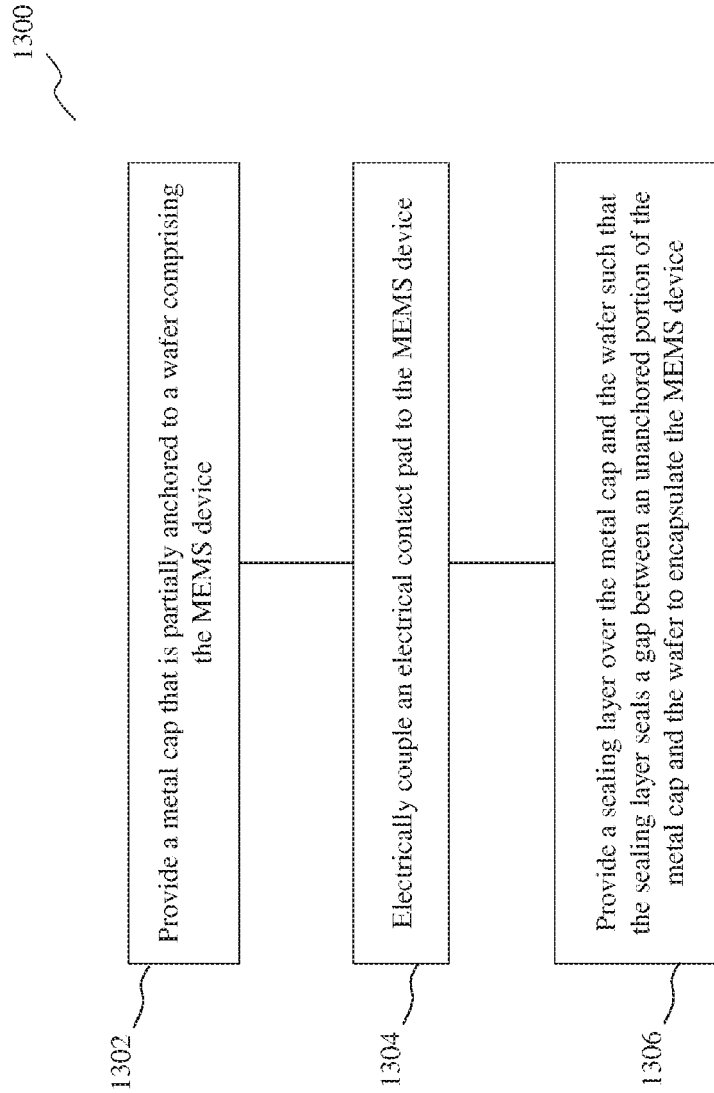 1300
1302
Provide a metal cap that is partially anchored to a wafer comprising
the MEMS device
1304
Electrically couple an electrical contact pad to the MEMS device
1306
Provide a sealing layer over the metal cap and the wafer such that
the sealing layer seals a gap between an unanchored portion of the
metal cap and the wafer to encapsulate the MEMS device